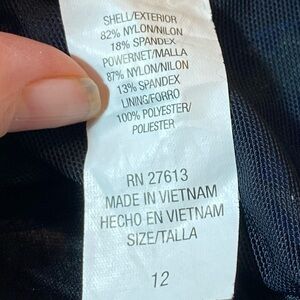 SHELL/EXTERIOR
82% NYLON/NILON
18% SPANDEX
POWERNET/MALLA
87% NYLON/NILON
13% SPANDEX
LINING/FORRO
100% POLYESTER/
POLIESTER
RN 27613
MADE IN VIETNAM
HECHO EN VIETNAM
SIZE/TALLA
12